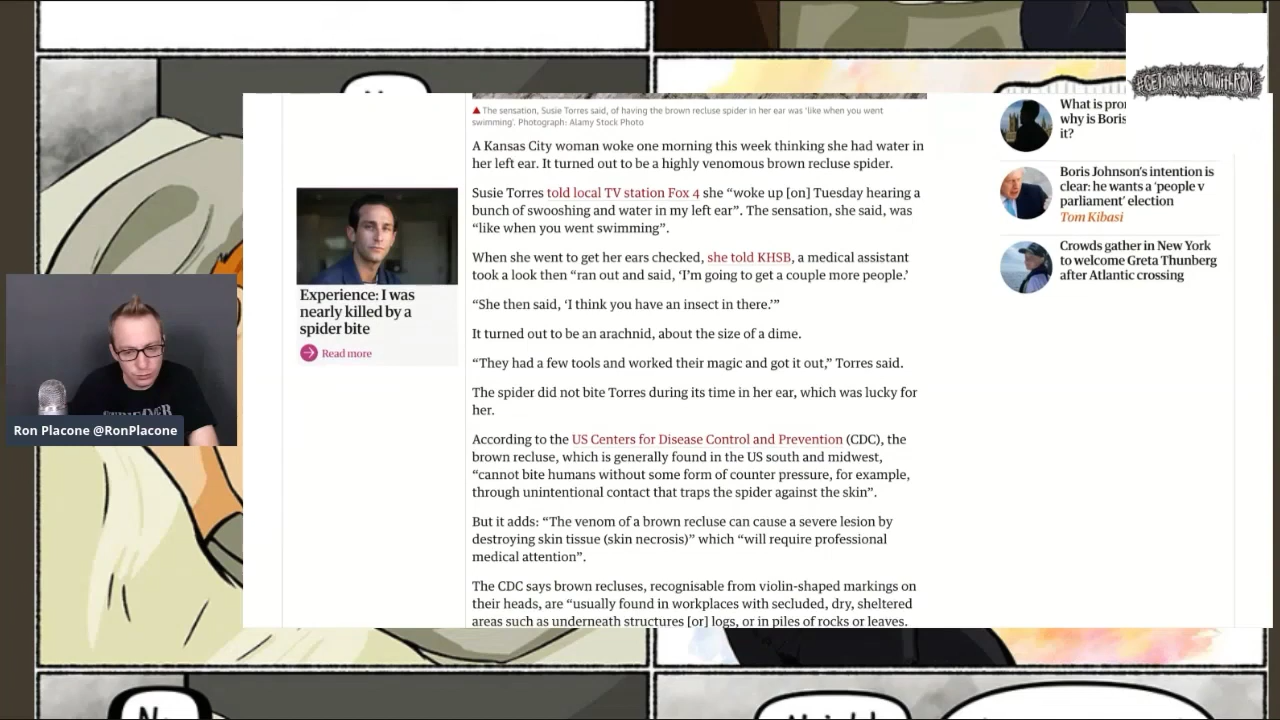 #GETYOURNEWSONWITHRON
▲ The sensation, Susie Torres said, of having the brown recluse spider in her ear was ‘like when you went
swimming’. Photograph: Alamy Stock Photo
A Kansas City woman woke one morning this week thinking she had water in
her left ear. It turned out to be a highly venomous brown recluse spider.
Susie Torres told local TV station Fox 4 she “woke up [on] Tuesday hearing a
bunch of swooshing and water in my left ear”. The sensation, she said, was
“like when you went swimming”.
When she went to get her ears checked, she told KHSB, a medical assistant
took a look then “ran out and said, ‘I’m going to get a couple more people.’
“She then said, ‘I think you have an insect in there.’”
It turned out to be an arachnid, about the size of a dime.
“They had a few tools and worked their magic and got it out,” Torres said.
The spider did not bite Torres during its time in her ear, which was lucky for
her.
According to the US Centers for Disease Control and Prevention (CDC), the
brown recluse, which is generally found in the US south and midwest,
“cannot bite humans without some form of counter pressure, for example,
through unintentional contact that traps the spider against the skin”.
But it adds: “The venom of a brown recluse can cause a severe lesion by
destroying skin tissue (skin necrosis)” which “will require professional
medical attention”.
The CDC says brown recluses, recognisable from violin-shaped markings on
their heads, are “usually found in workplaces with secluded, dry, sheltered
areas such as underneath structures [or] logs, or in piles of rocks or leaves.
Experience: I was
nearly killed by a
spider bite
Read more
What is pro
why is Boris
it?
Boris Johnson’s intention is
clear: he wants a ‘people v
parliament’ election
Tom Kibasi
Crowds gather in New York
to welcome Greta Thunberg
after Atlantic crossing
Ron Placone @RonPlacone